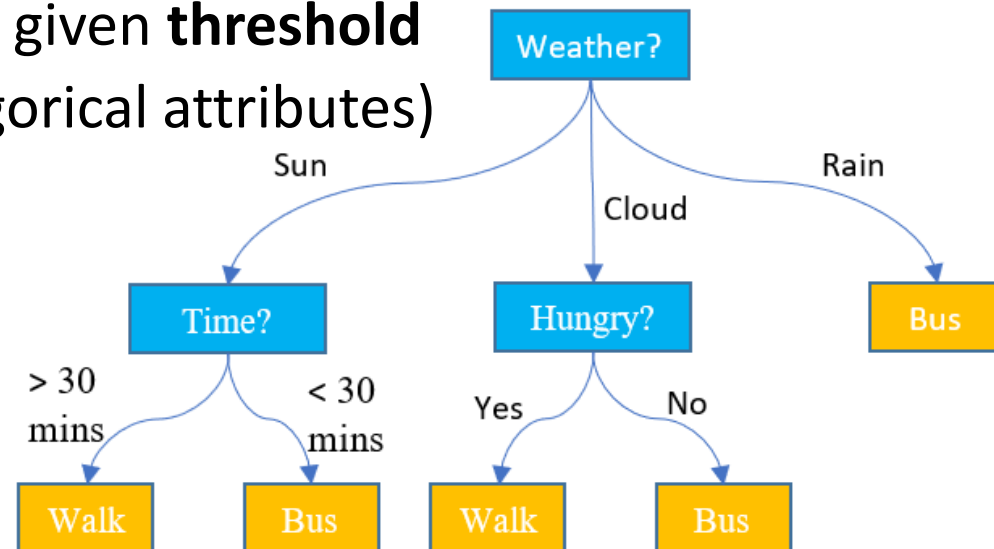 given threshold
gorical attributes)
Weather?
Sun
Cloud
Rain
Time?
Hungry?
Bus
> 30
mins
< 30
mins
Yes
No
Walk
Bus
Walk
Bus